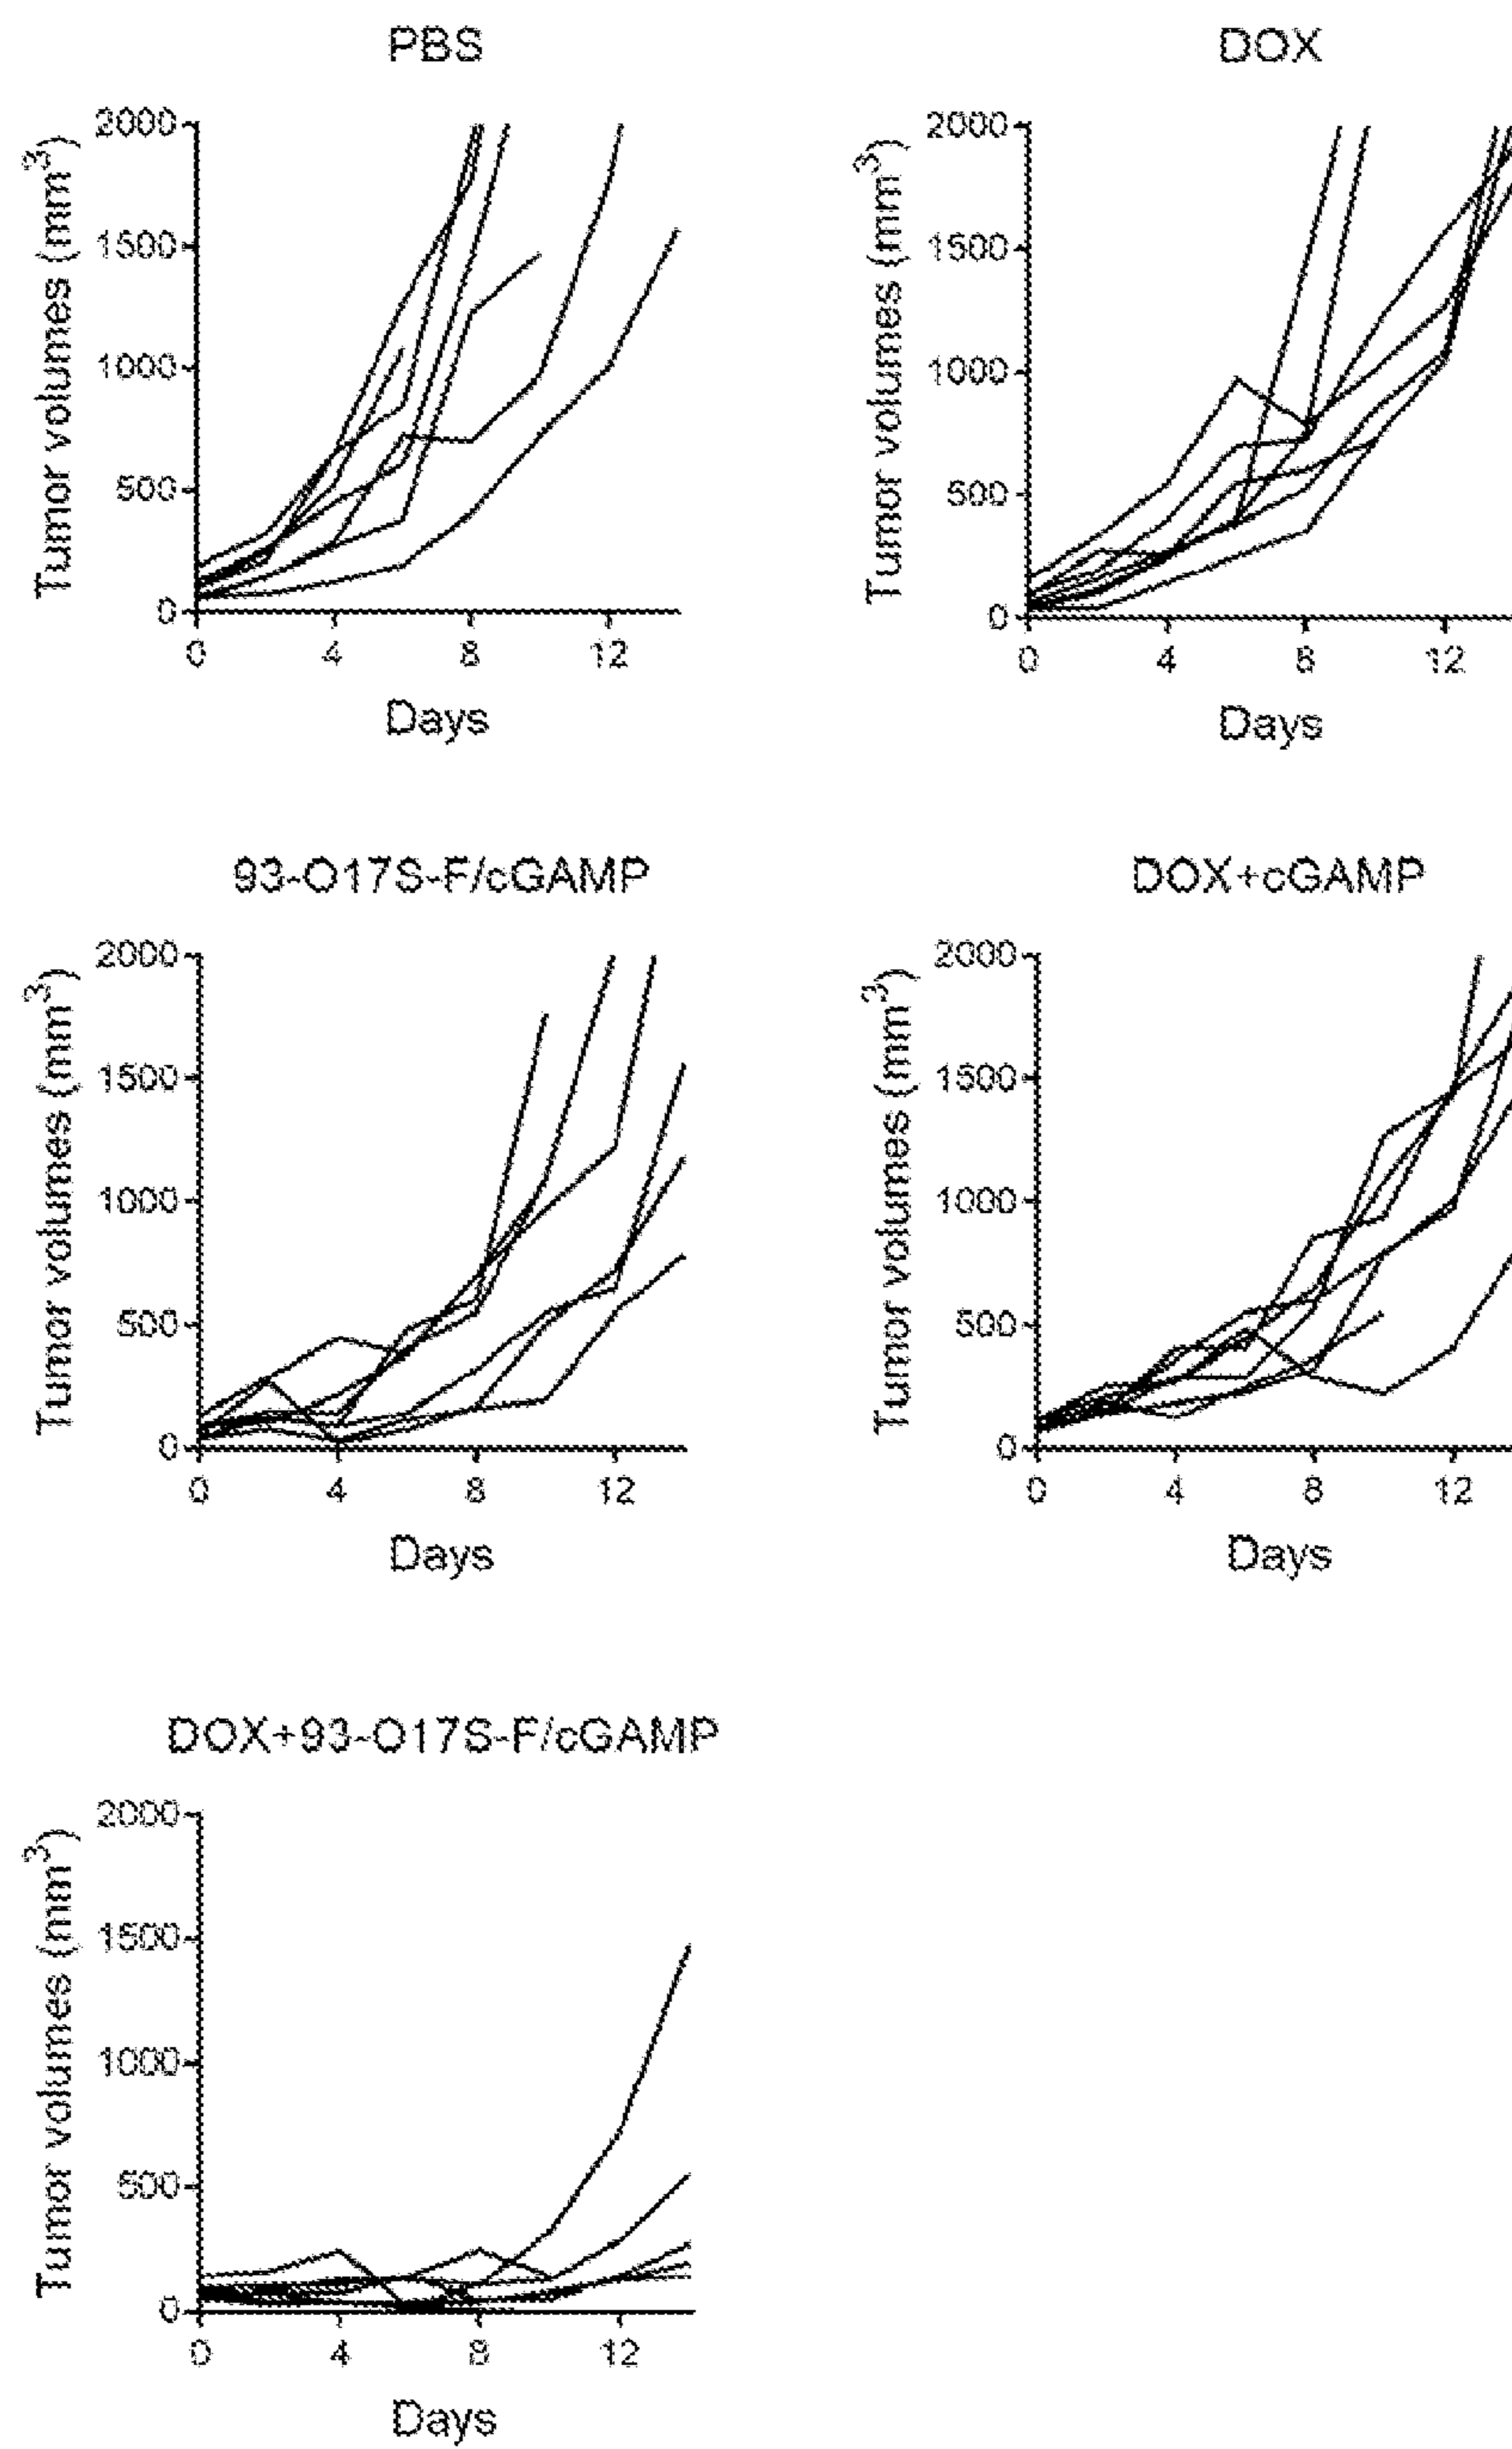 PBS
Tumor volumes (mm³)
2000
1500
1000
500
0
0 4 8 12
Days
DOX
Tumor volumes (mm³)
2000
1500
1000
500
0
0 4 8 12
Days
93-O17S-F/cGAMP
Tumor volumes (mm³)
2000
1500
1000
500
0
0 4 8 12
Days
DOX+cGAMP
Tumor volumes (mm³)
2000
1500
1000
500
0
0 4 8 12
Days
DOX+93-O17S-F/cGAMP
Tumor volumes (mm³)
2000
1500
1000
500
0
0 4 8 12
Days